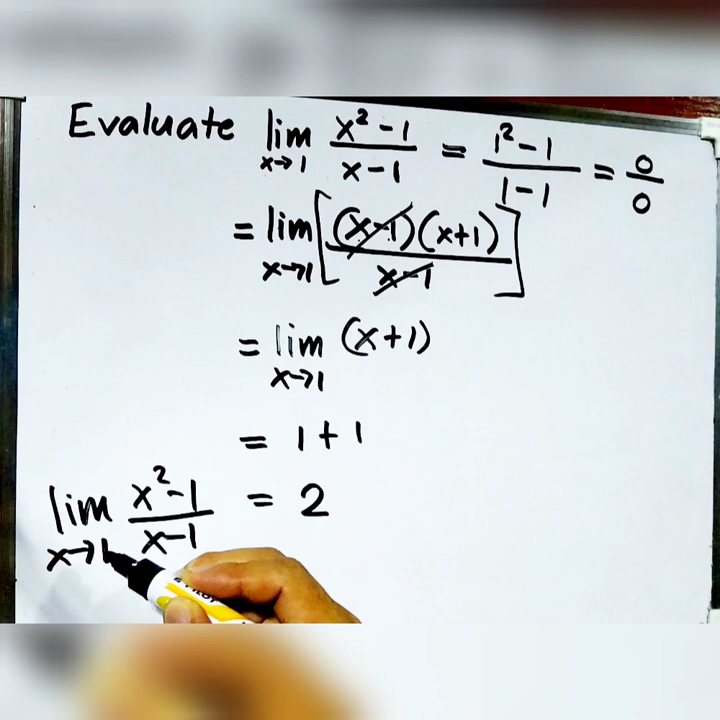 Evaluate lim x→1 x²-1 / x-1 = 1²-1 / 1-1 = 0/0
= lim x→1 [(x-1)(x+1) / x-1]
= lim x→1 (x+1)
= 1+1
lim x→1 x²-1 / x-1 = 2
PILOT